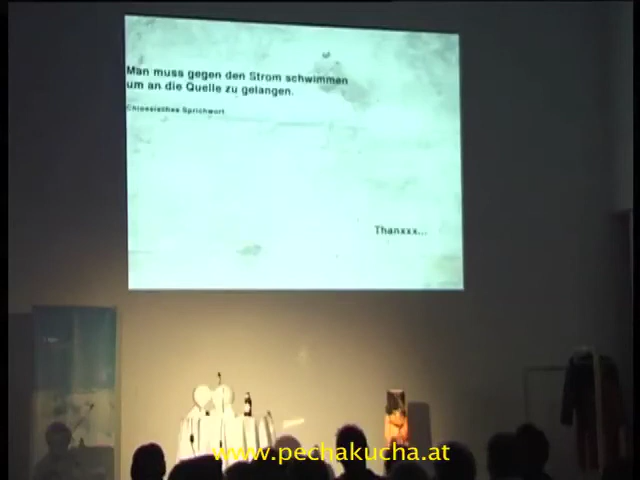 Man muss gegen den Strom schwimmen
um an die Quelle zu gelangen.
Chinesisches Sprichwort
Thanxxx...
www.pechakucha.at